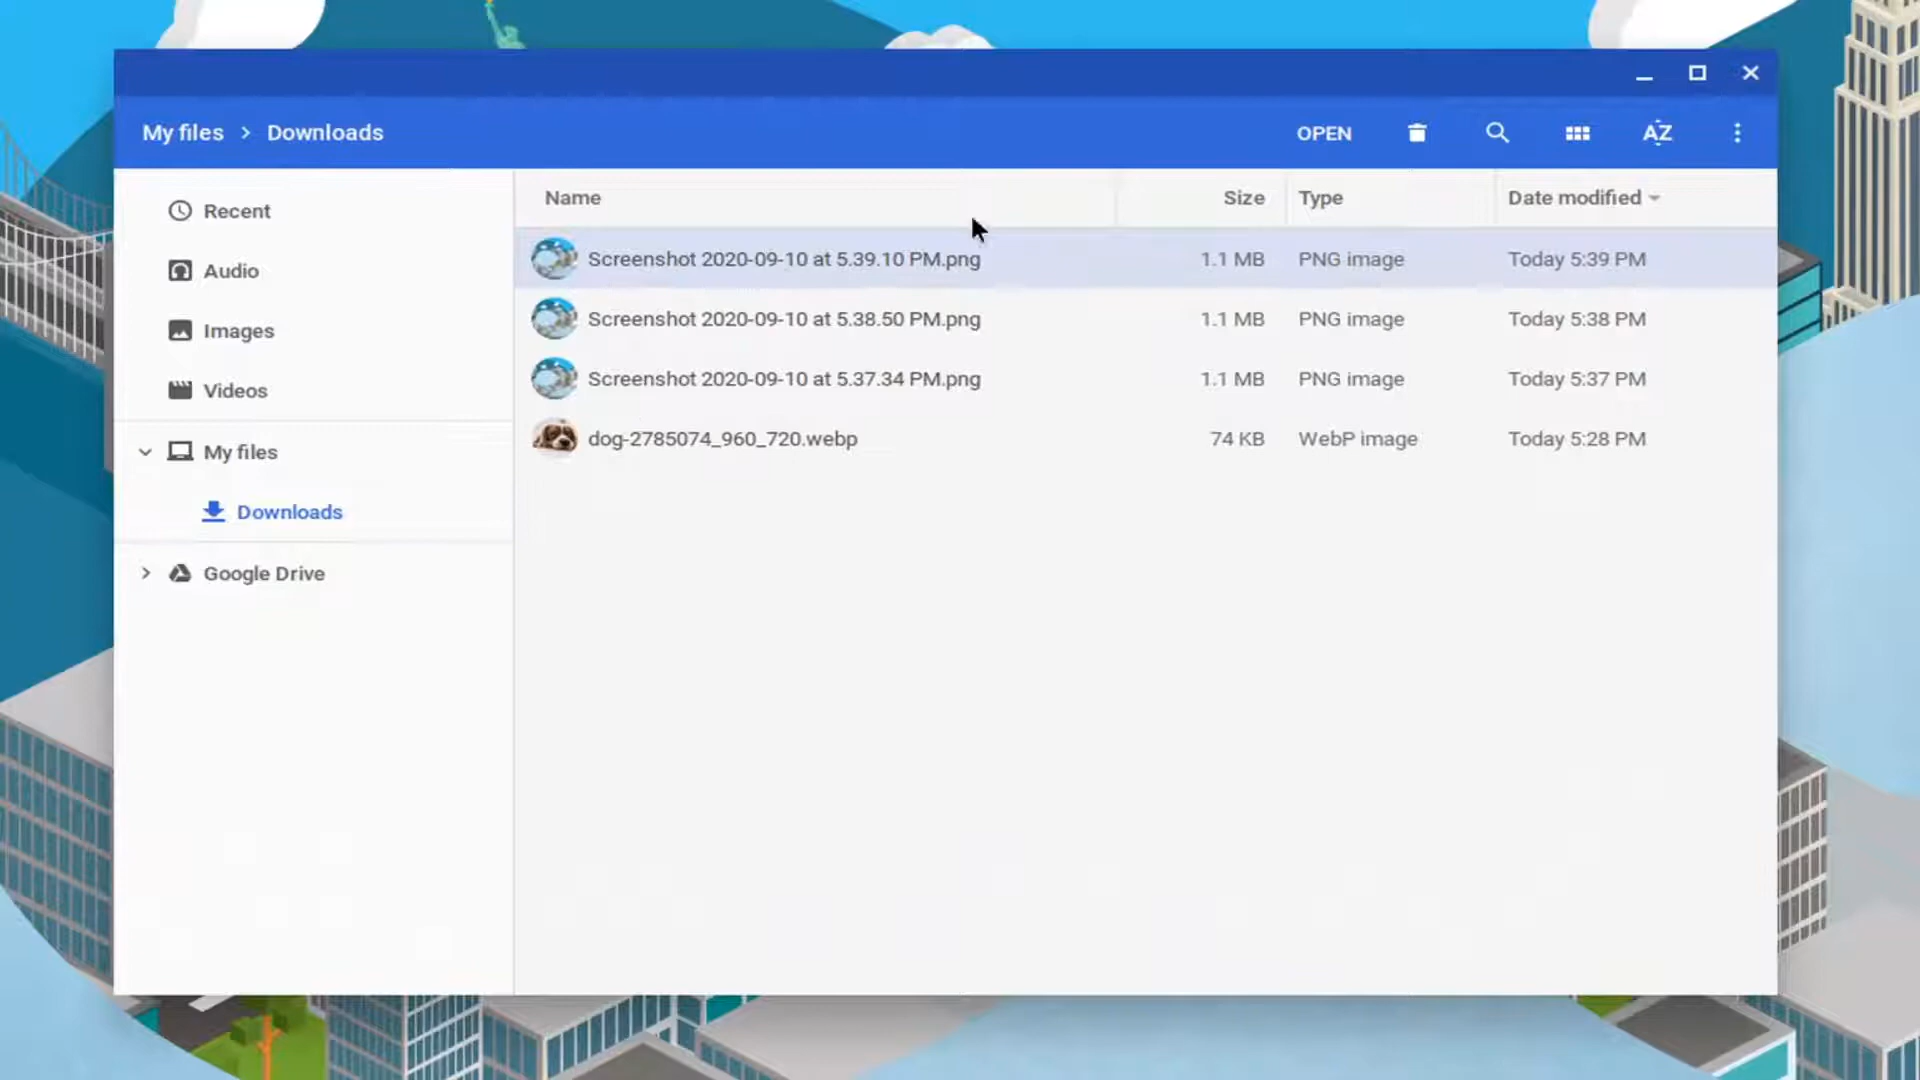 My files > Downloads
OPEN
AZ
Name Size Type Date modified
Recent
Audio
Images
Videos
My files
Downloads
Google Drive
Screenshot 2020-09-10 at 5.39.10 PM.png 1.1 MB PNG image Today 5:39 PM
Screenshot 2020-09-10 at 5.38.50 PM.png 1.1 MB PNG image Today 5:38 PM
Screenshot 2020-09-10 at 5.37.34 PM.png 1.1 MB PNG image Today 5:37 PM
dog-2785074_960_720.webp 74 KB WebP image Today 5:28 PM